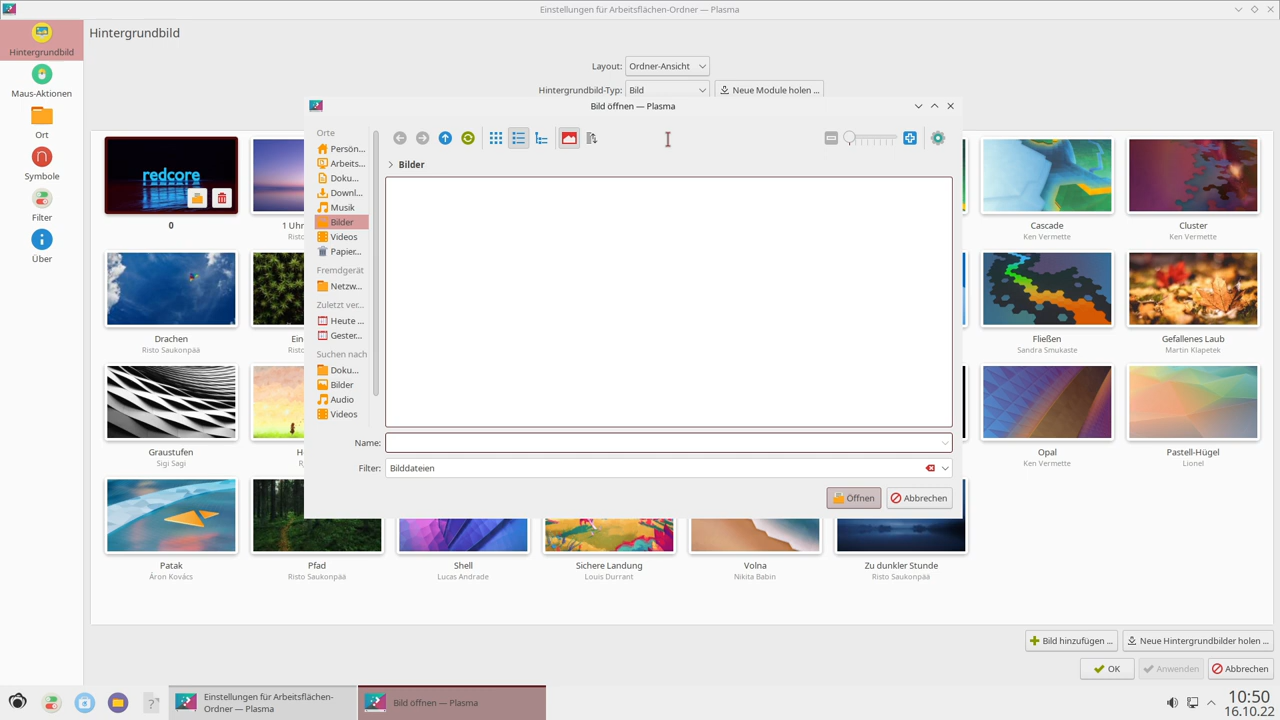 Einstellungen für Arbeitsflächen-Ordner — Plasma
Hintergrundbild
Hintergrundbild
Maus-Aktionen
Ort
Symbole
Filter
Über
Layout:
Ordner-Ansicht
Hintergrundbild-Typ:
Bild
Neue Module holen ...
Bild öffnen — Plasma
Orte
Persön...
Arbeits...
Doku...
Downl...
Musik
Bilder
Videos
Papier...
Fremdgerät
Netzw...
Zuletzt ver...
Heute ...
Gester...
Suchen nach
Doku...
Bilder
Audio
Videos
Bilder
Name:
Filter:
Bilddateien
Öffnen
Abbrechen
redcore
0
1 Uhr
Risto
Cascade
Ken Vermette
Cluster
Ken Vermette
Drachen
Risto Saukonpää
Ein
Risto
Fließen
Sandra Smukaste
Gefallenes Laub
Martin Klapetek
Graustufen
Sigi Sagi
Opal
Ken Vermette
Pastell-Hügel
Lionel
Patak
Áron Kovács
Pfad
Risto Saukonpää
Shell
Lucas Andrade
Sichere Landung
Louis Durrant
Volna
Nikita Babin
Zu dunkler Stunde
Risto Saukonpää
Bild hinzufügen ...
Neue Hintergrundbilder holen ...
OK
Anwenden
Abbrechen
Einstellungen für Arbeitsflächen-
Ordner — Plasma
Bild öffnen — Plasma
10:50
16.10.22